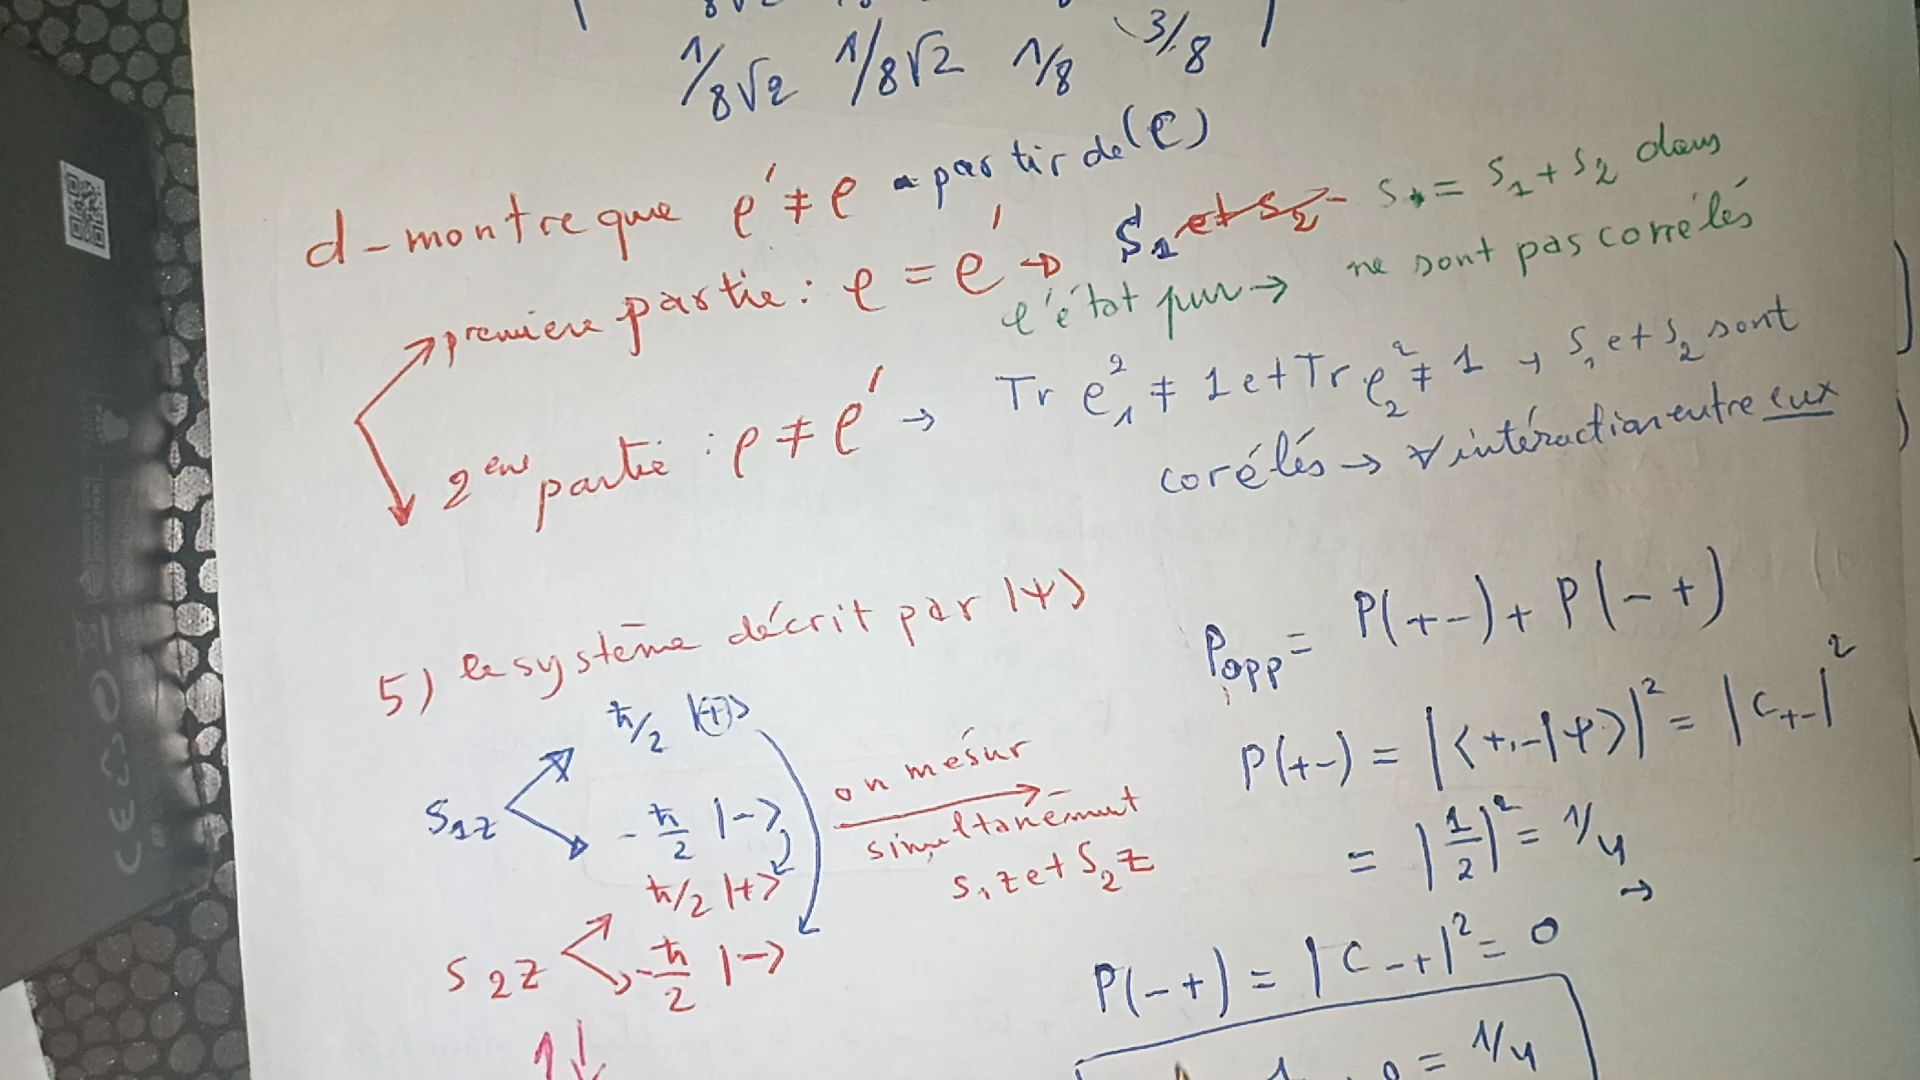 1/8√2 1/8√2 1/8 3/8
d - montre que ρ' ≠ ρ a partir de (C)
première partie : ρ = ρ' → S1 et S2 S = S1 + S2 dans
l'état pur → ne sont pas corrélés
2ème partie : ρ ≠ ρ' → Tr ρ1² ≠ 1 et Tr ρ2² ≠ 1 → S1 et S2 sont
corélés → ∀ intéraction entre eux
5) le système décrit par |ψ>
S1z
ħ/2 |+>
-ħ/2 |->
S2z
ħ/2 |+>
-ħ/2 |->
on mésur
simultanément
S1z et S2z
Popp = P(+-) + P(-+)
P(+-) = |<+,-|ψ>|² = |C+-|²
= |1/2|² = 1/4
→
P(-+) = |C-+|² = 0
= 1/4